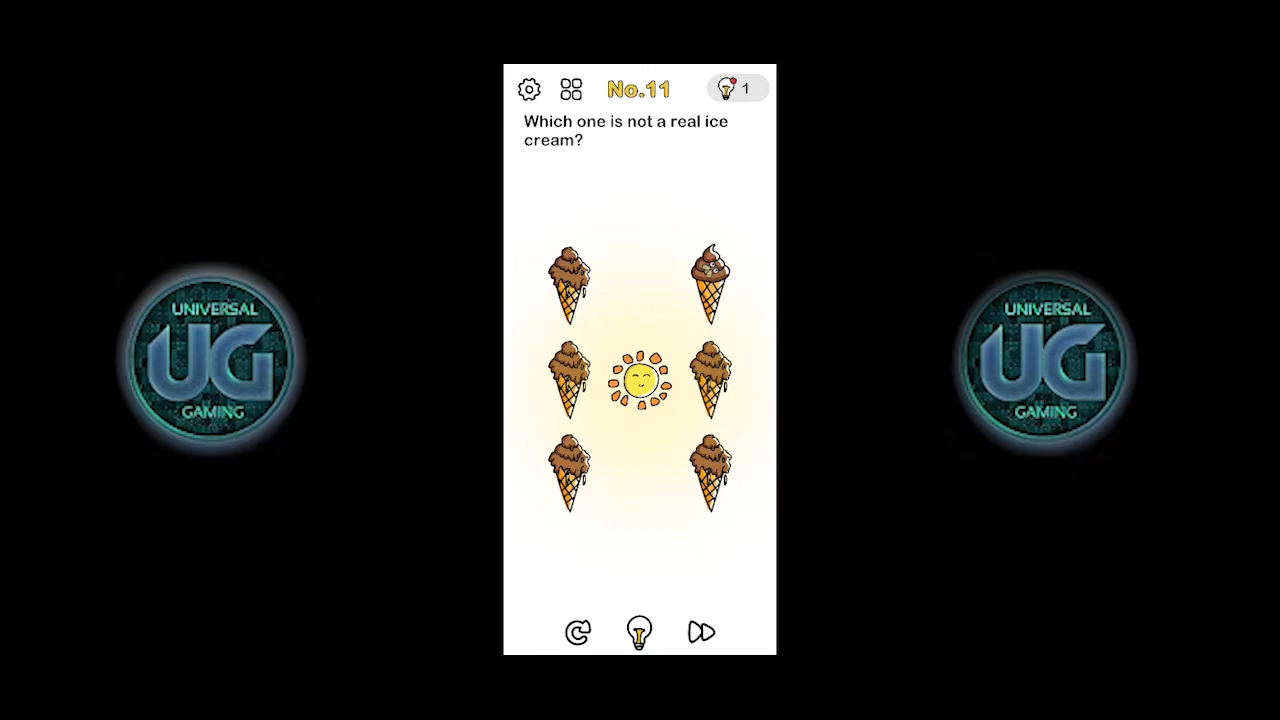 No.11
1
Which one is not a real ice
cream?
UNIVERSAL
UG
GAMING
UNIVERSAL
UG
GAMING